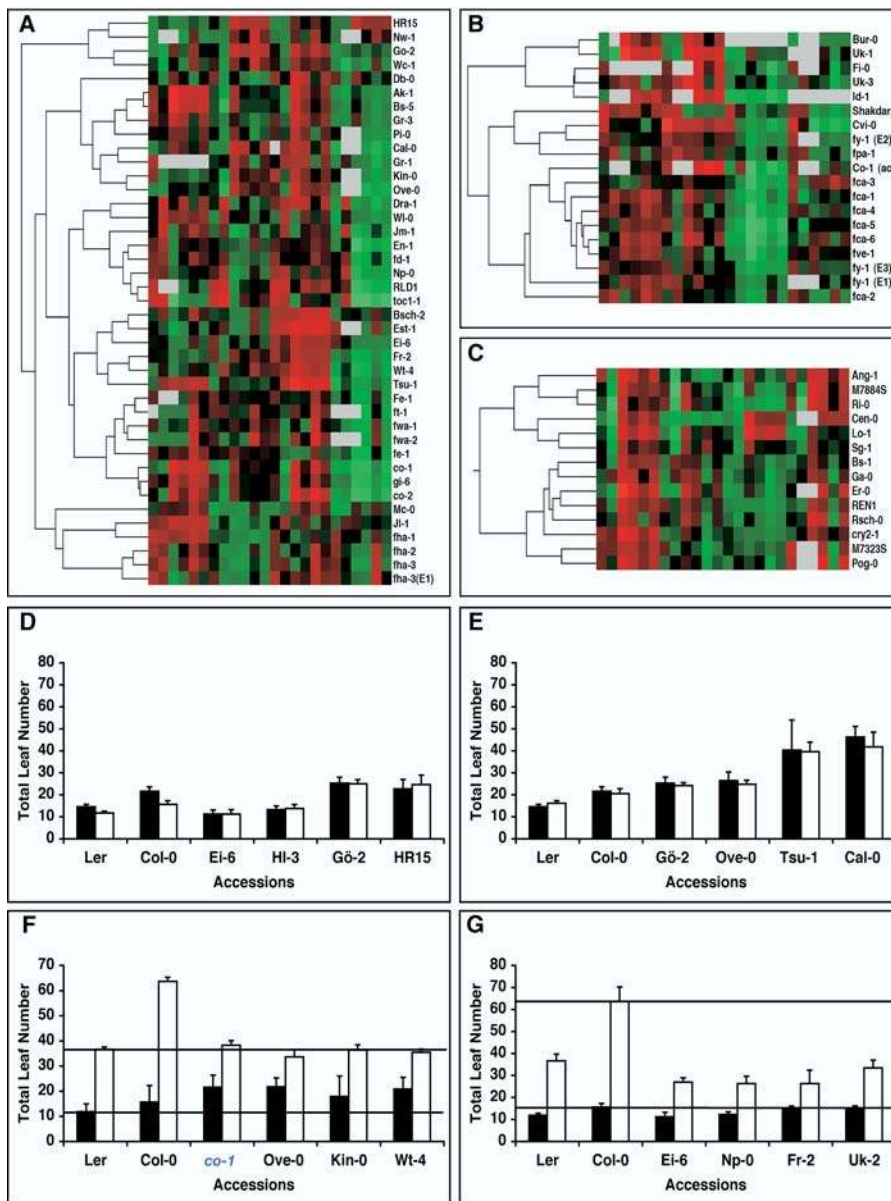 A
HR15
Nw-1
Go-2
Wc-1
Db-0
Ak-1
Bs-5
Gr-3
Pi-0
Cal-0
Gr-1
Kin-0
Ove-0
Dra-1
Wl-0
Jm-1
En-1
fd-1
Np-0
RLD1
toc1-1
Bsch-2
Est-1
Ei-6
Fr-2
Wt-4
Tsu-1
Fe-1
ft-1
fwa-1
fwa-2
fe-1
co-1
gi-6
co-2
Mc-0
Jl-1
fha-1
fha-2
fha-3
fha-3(E1)
B
Bur-0
Uk-1
Fi-0
Uk-3
Id-1
Shakdar
Cvi-0
fy-1 (E2)
fpa-1
Co-1 (ac
fca-3
fca-1
fca-4
fca-5
fca-6
fve-1
fy-1 (E3)
fy-1 (E1)
fca-2
C
Ang-1
M7884S
Ri-0
Cen-0
Lo-1
Sg-1
Bs-1
Ga-0
Er-0
REN1
Rsch-0
cry2-1
M7323S
Pog-0
D
Total Leaf Number
80
70
60
50
40
30
20
10
0
Ler Col-0 Ei-6 Hl-3 Gö-2 HR15
Accessions
E
Total Leaf Number
80
70
60
50
40
30
20
10
0
Ler Col-0 Gö-2 Ove-0 Tsu-1 Cal-0
Accessions
F
Total Leaf Number
70
60
50
40
30
20
10
0
Ler Col-0 co-1 Ove-0 Kin-0 Wt-4
Accessions
G
Total Leaf Number
80
70
60
50
40
30
20
10
0
Ler Col-0 Ei-6 Np-0 Fr-2 Uk-2
Accessions